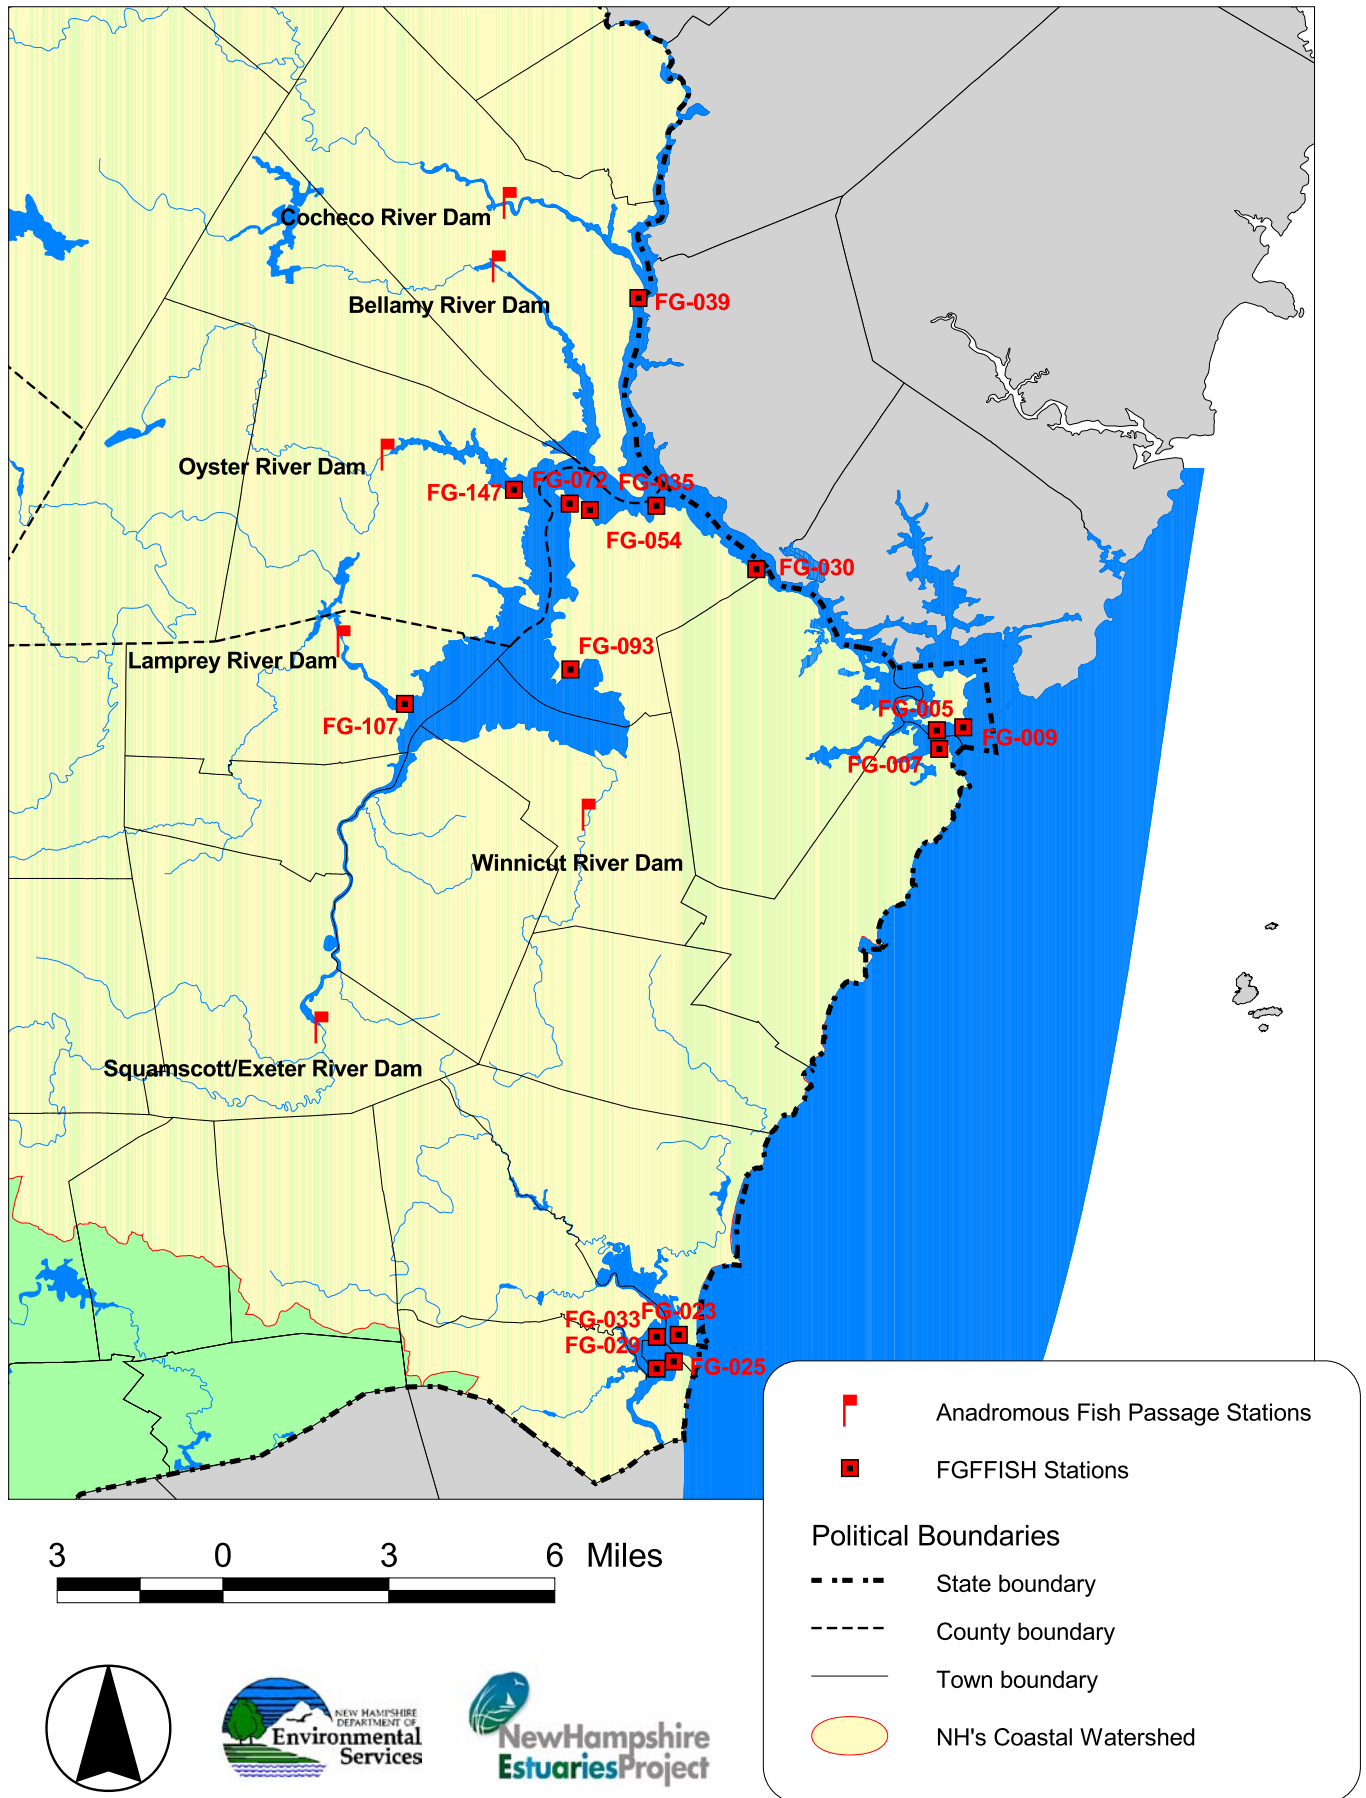 Cocheco River Dam
Bellamy River Dam
FG-039
Oyster River Dam
FG-147
FG-072
FG-035
FG-054
FG-030
Lamprey River Dam
FG-093
FG-107
FG-005
FG-009
FG-007
Winnicut River Dam
Squamscott/Exeter River Dam
FG-033
FG-023
FG-029
FG-025
Anadromous Fish Passage Stations
FGFFISH Stations
Political Boundaries
State boundary
County boundary
Town boundary
NH's Coastal Watershed
3 0 3 6 Miles
NEW HAMPSHIRE
DEPARTMENT OF
Environmental
Services
NewHampshire
EstuariesProject